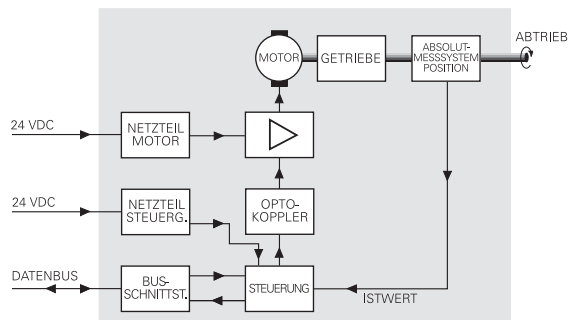 ABTRIEB
MOTOR
GETRIEBE
ABSOLUT-
MESSSYSTEM
POSITION
24 VDC
NETZTEIL
MOTOR
24 VDC
NETZTEIL
STEUERG.
OPTO-
KOPPLER
DATENBUS
BUS-
SCHNITTST.
STEUERUNG
ISTWERT